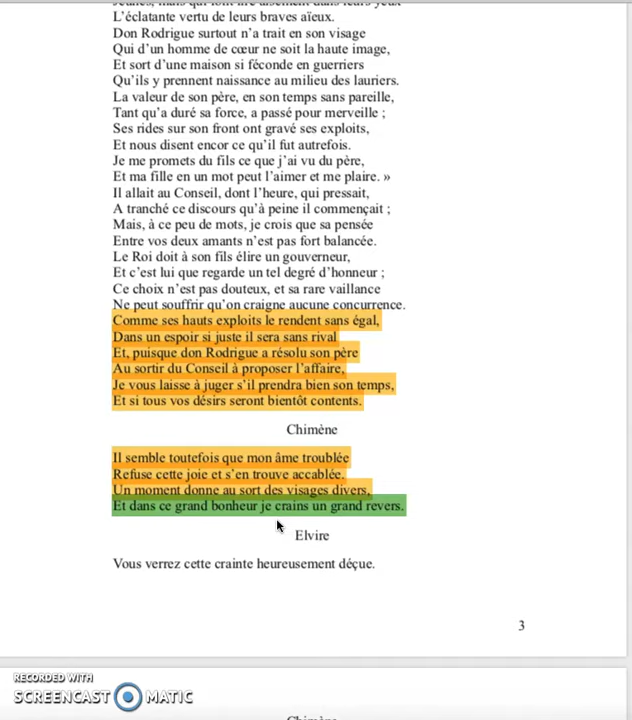 Jeunes, mais qui font lire aisément dans leurs yeux
L'éclatante vertu de leurs braves aïeux.
Don Rodrigue surtout n'a trait en son visage
Qui d'un homme de cœur ne soit la haute image,
Et sort d'une maison si féconde en guerriers
Qu'ils y prennent naissance au milieu des lauriers.
La valeur de son père, en son temps sans pareille,
Tant qu'a duré sa force, a passé pour merveille ;
Ses rides sur son front ont gravé ses exploits,
Et nous disent encor ce qu'il fut autrefois.
Je me promets du fils ce que j'ai vu du père,
Et ma fille en un mot peut l'aimer et me plaire. »
Il allait au Conseil, dont l'heure, qui pressait,
A tranché ce discours qu'à peine il commençait ;
Mais, à ce peu de mots, je crois que sa pensée
Entre vos deux amants n'est pas fort balancée.
Le Roi doit à son fils élire un gouverneur,
Et c'est lui que regarde un tel degré d'honneur ;
Ce choix n'est pas douteux, et sa rare vaillance
Ne peut souffrir qu'on craigne aucune concurrence.
Comme ses hauts exploits le rendent sans égal,
Dans un espoir si juste il sera sans rival
Et, puisque don Rodrigue a résolu son père
Au sortir du Conseil à proposer l'affaire,
Je vous laisse à juger s'il prendra bien son temps,
Et si tous vos désirs seront bientôt contents.
Chimène
Il semble toutefois que mon âme troublée
Refuse cette joie et s'en trouve accablée.
Un moment donne au sort des visages divers,
Et dans ce grand bonheur je crains un grand revers.
Elvire
Vous verrez cette crainte heureusement déçue.
3
RECORDED WITH
SCREENCAST MATIC
Chimène